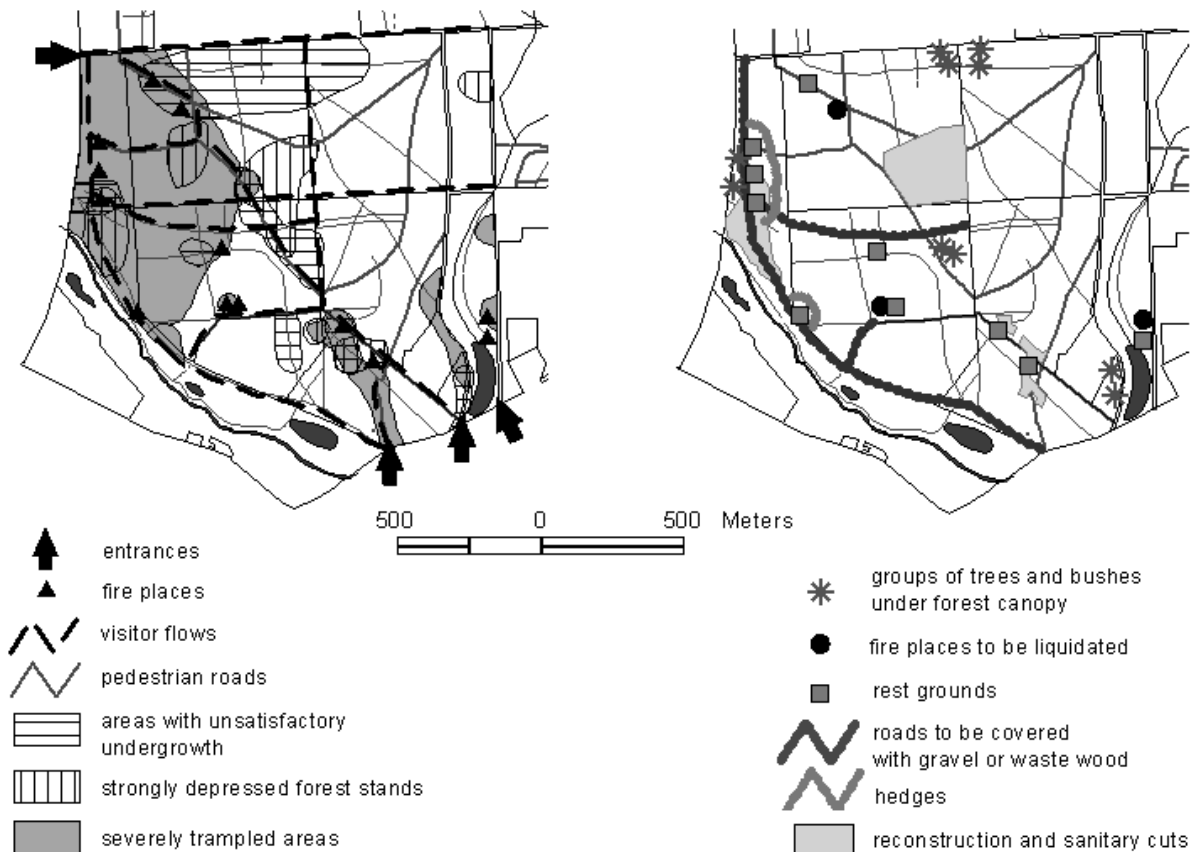 500 0 500 Meters
entrances
fire places
visitor flows
pedestrian roads
areas with unsatisfactory
undergrowth
strongly depressed forest stands
severely trampled areas
groups of trees and bushes
under forest canopy
fire places to be liquidated
rest grounds
roads to be covered
with gravel or waste wood
hedges
reconstruction and sanitary cuts